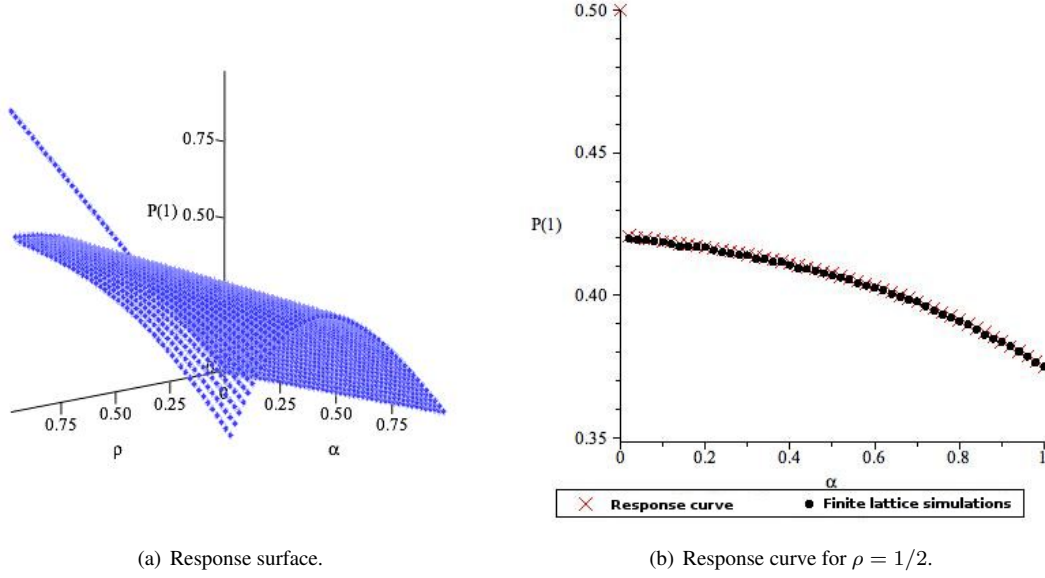 0.75
P(1) 0.50
0
0.75 0.50 0.25 0.25 0.50 0.75
ρ α
0.50
0.45
P(1)
0.40
0.35
0 0.2 0.4 0.6 0.8 1
α
Response curve Finite lattice simulations
(a) Response surface.
(b) Response curve for ρ = 1/2.